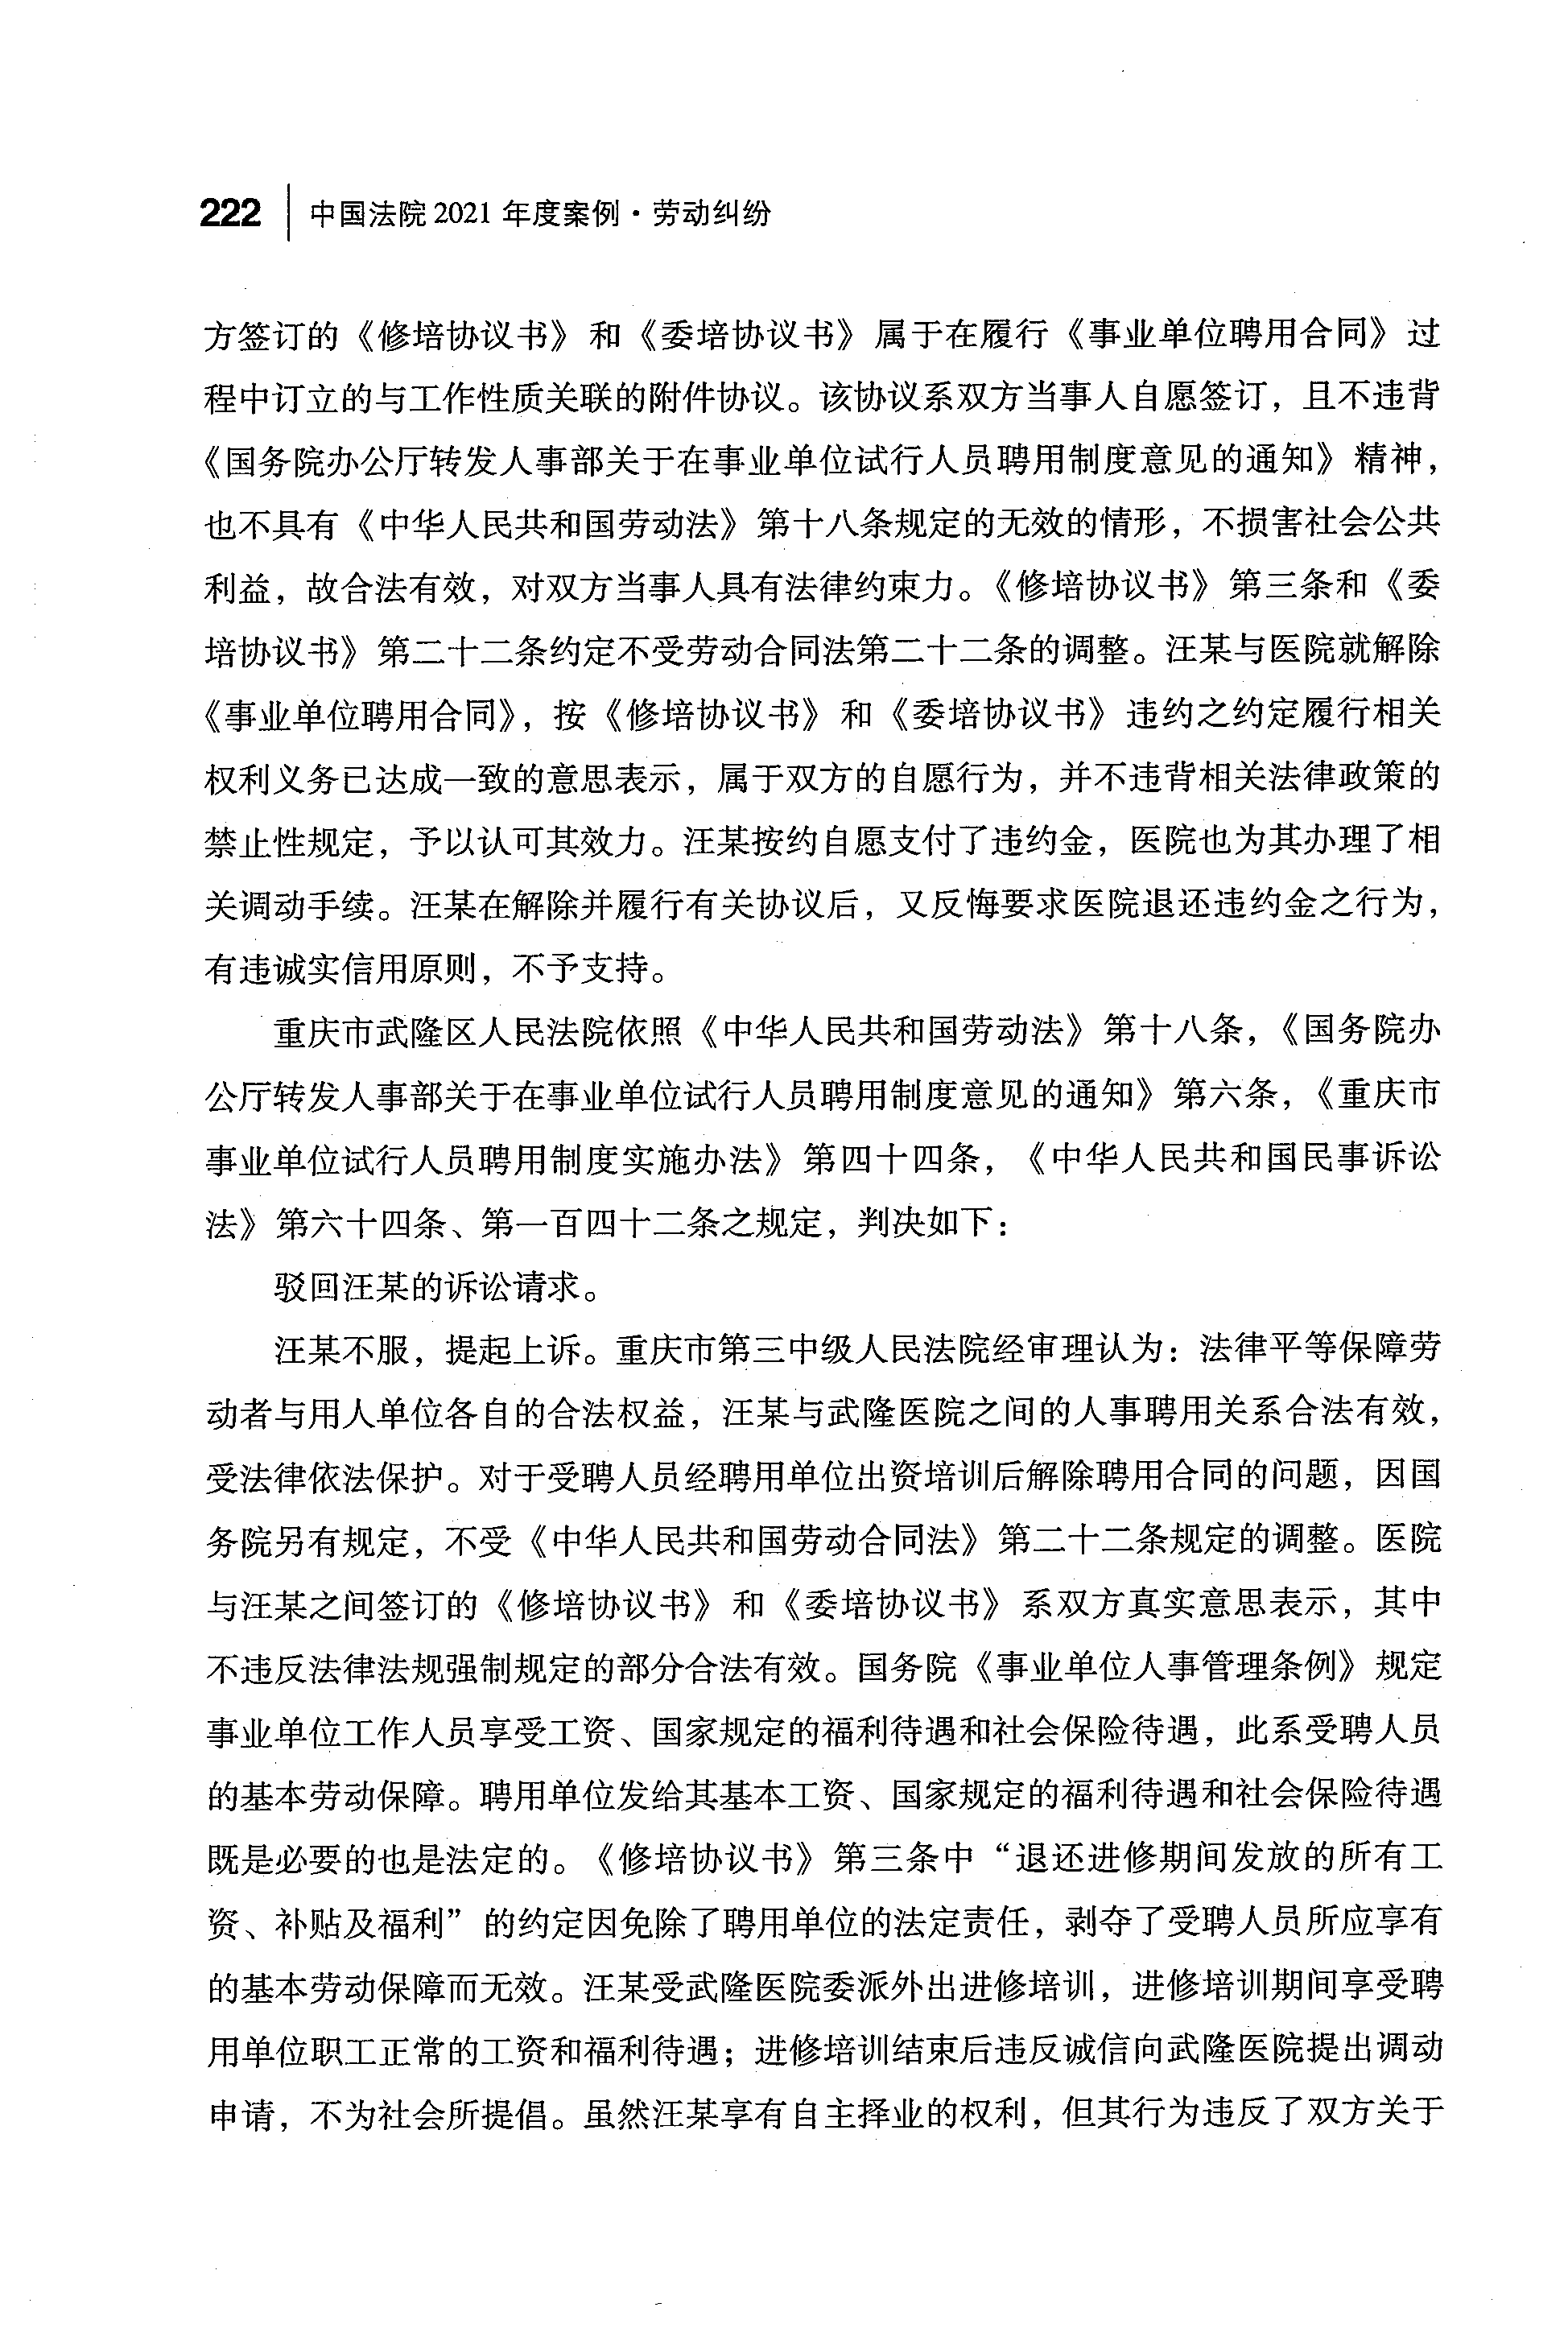 222 中国法院2021年度案例·劳动纠纷
方签订的《修培协议书》和《委培协议书》属于在履行《事业单位聘用合同》过
程中订立的与工作性质关联的附件协议。该协议系双方当事人自愿签订，且不违背
《国务院办公厅转发人事部关于在事业单位试行人员聘用制度意见的通知》精神，
也不具有《中华人民共和国劳动法》第十八条规定的无效的情形，不损害社会公共
利益，故合法有效，对双方当事人具有法律约束力。《修培协议书》第三条和《委
培协议书》第二十二条约定不受劳动合同法第二十二条的调整。汪某与医院就解除
《事业单位聘用合同》，按《修培协议书》和《委培协议书》违约之约定履行相关
权利义务已达成一致的意思表示，属于双方的自愿行为，并不违背相关法律政策的
禁止性规定，予以认可其效力。汪某按约自愿支付了违约金，医院也为其办理了相
关调动手续。汪某在解除并履行有关协议后，又反悔要求医院退还违约金之行为，
有违诚实信用原则，不予支持。
重庆市武隆区人民法院依照《中华人民共和国劳动法》第十八条，《国务院办
公厅转发人事部关于在事业单位试行人员聘用制度意见的通知》第六条，《重庆市
事业单位试行人员聘用制度实施办法》第四十四条，《中华人民共和国民事诉讼
法》第六十四条、第一百四十二条之规定，判决如下：
驳回汪某的诉讼请求。
汪某不服，提起上诉。重庆市第三中级人民法院经审理认为：法律平等保障劳
动者与用人单位各自的合法权益，汪某与武隆医院之间的人事聘用关系合法有效，
受法律依法保护。对于受聘人员经聘用单位出资培训后解除聘用合同的问题，因国
务院另有规定，不受《中华人民共和国劳动合同法》第二十二条规定的调整。医院
与汪某之间签订的《修培协议书》和《委培协议书》系双方真实意思表示，其中
不违反法律法规强制规定的部分合法有效。国务院《事业单位人事管理条例》规定
事业单位工作人员享受工资、国家规定的福利待遇和社会保险待遇，此系受聘人员
的基本劳动保障。聘用单位发给其基本工资、国家规定的福利待遇和社会保险待遇
既是必要的也是法定的。《修培协议书》第三条中“退还进修期间发放的所有工
资、补贴及福利”的约定因免除了聘用单位的法定责任，剥夺了受聘人员所应享有
的基本劳动保障而无效。汪某受武隆医院委派外出进修培训，进修培训期间享受聘
用单位职工正常的工资和福利待遇；进修培训结束后违反诚信向武隆医院提出调动
申请，不为社会所提倡。虽然汪某享有自主择业的权利，但其行为违反了双方关于